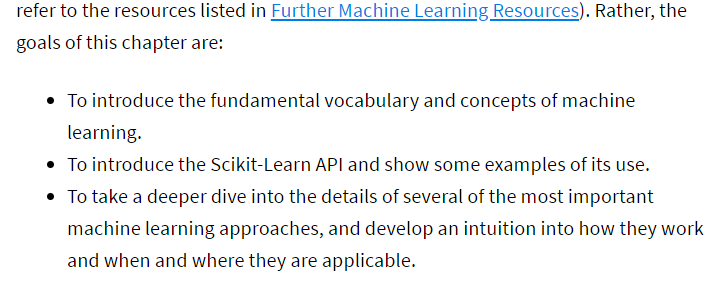 refer to the resources listed in Further Machine Learning Resources). Rather, the
goals of this chapter are:
• To introduce the fundamental vocabulary and concepts of machine
learning.
• To introduce the Scikit-Learn API and show some examples of its use.
• To take a deeper dive into the details of several of the most important
machine learning approaches, and develop an intuition into how they work
and when and where they are applicable.